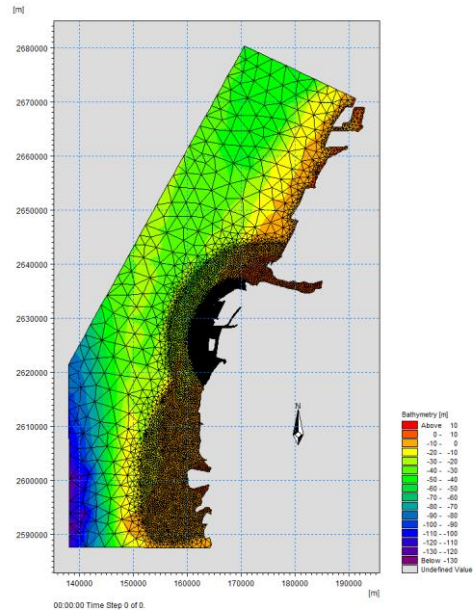 [m]
2680000
2670000
2660000
2650000
2640000
2630000
2620000
2610000
2600000
2590000
N
140000 150000 160000 170000 180000 190000
[m]
00:00:00 Time Step 0 of 0.
Bathymetry [m]
Above 10
0 - 10
-10 - 0
-20 - -10
-30 - -20
-40 - -30
-50 - -40
-60 - -50
-70 - -60
-80 - -70
-90 - -80
-100 - -90
-110 - -100
-120 - -110
-130 - -120
Below -130
Undefined Value